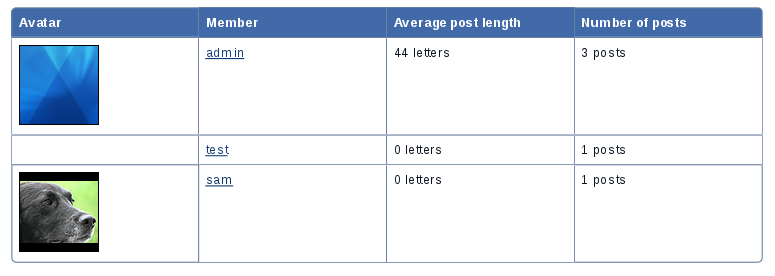 Avatar Member Average post length Number of posts
admin 44 letters 3 posts
test 0 letters 1 posts
sam 0 letters 1 posts